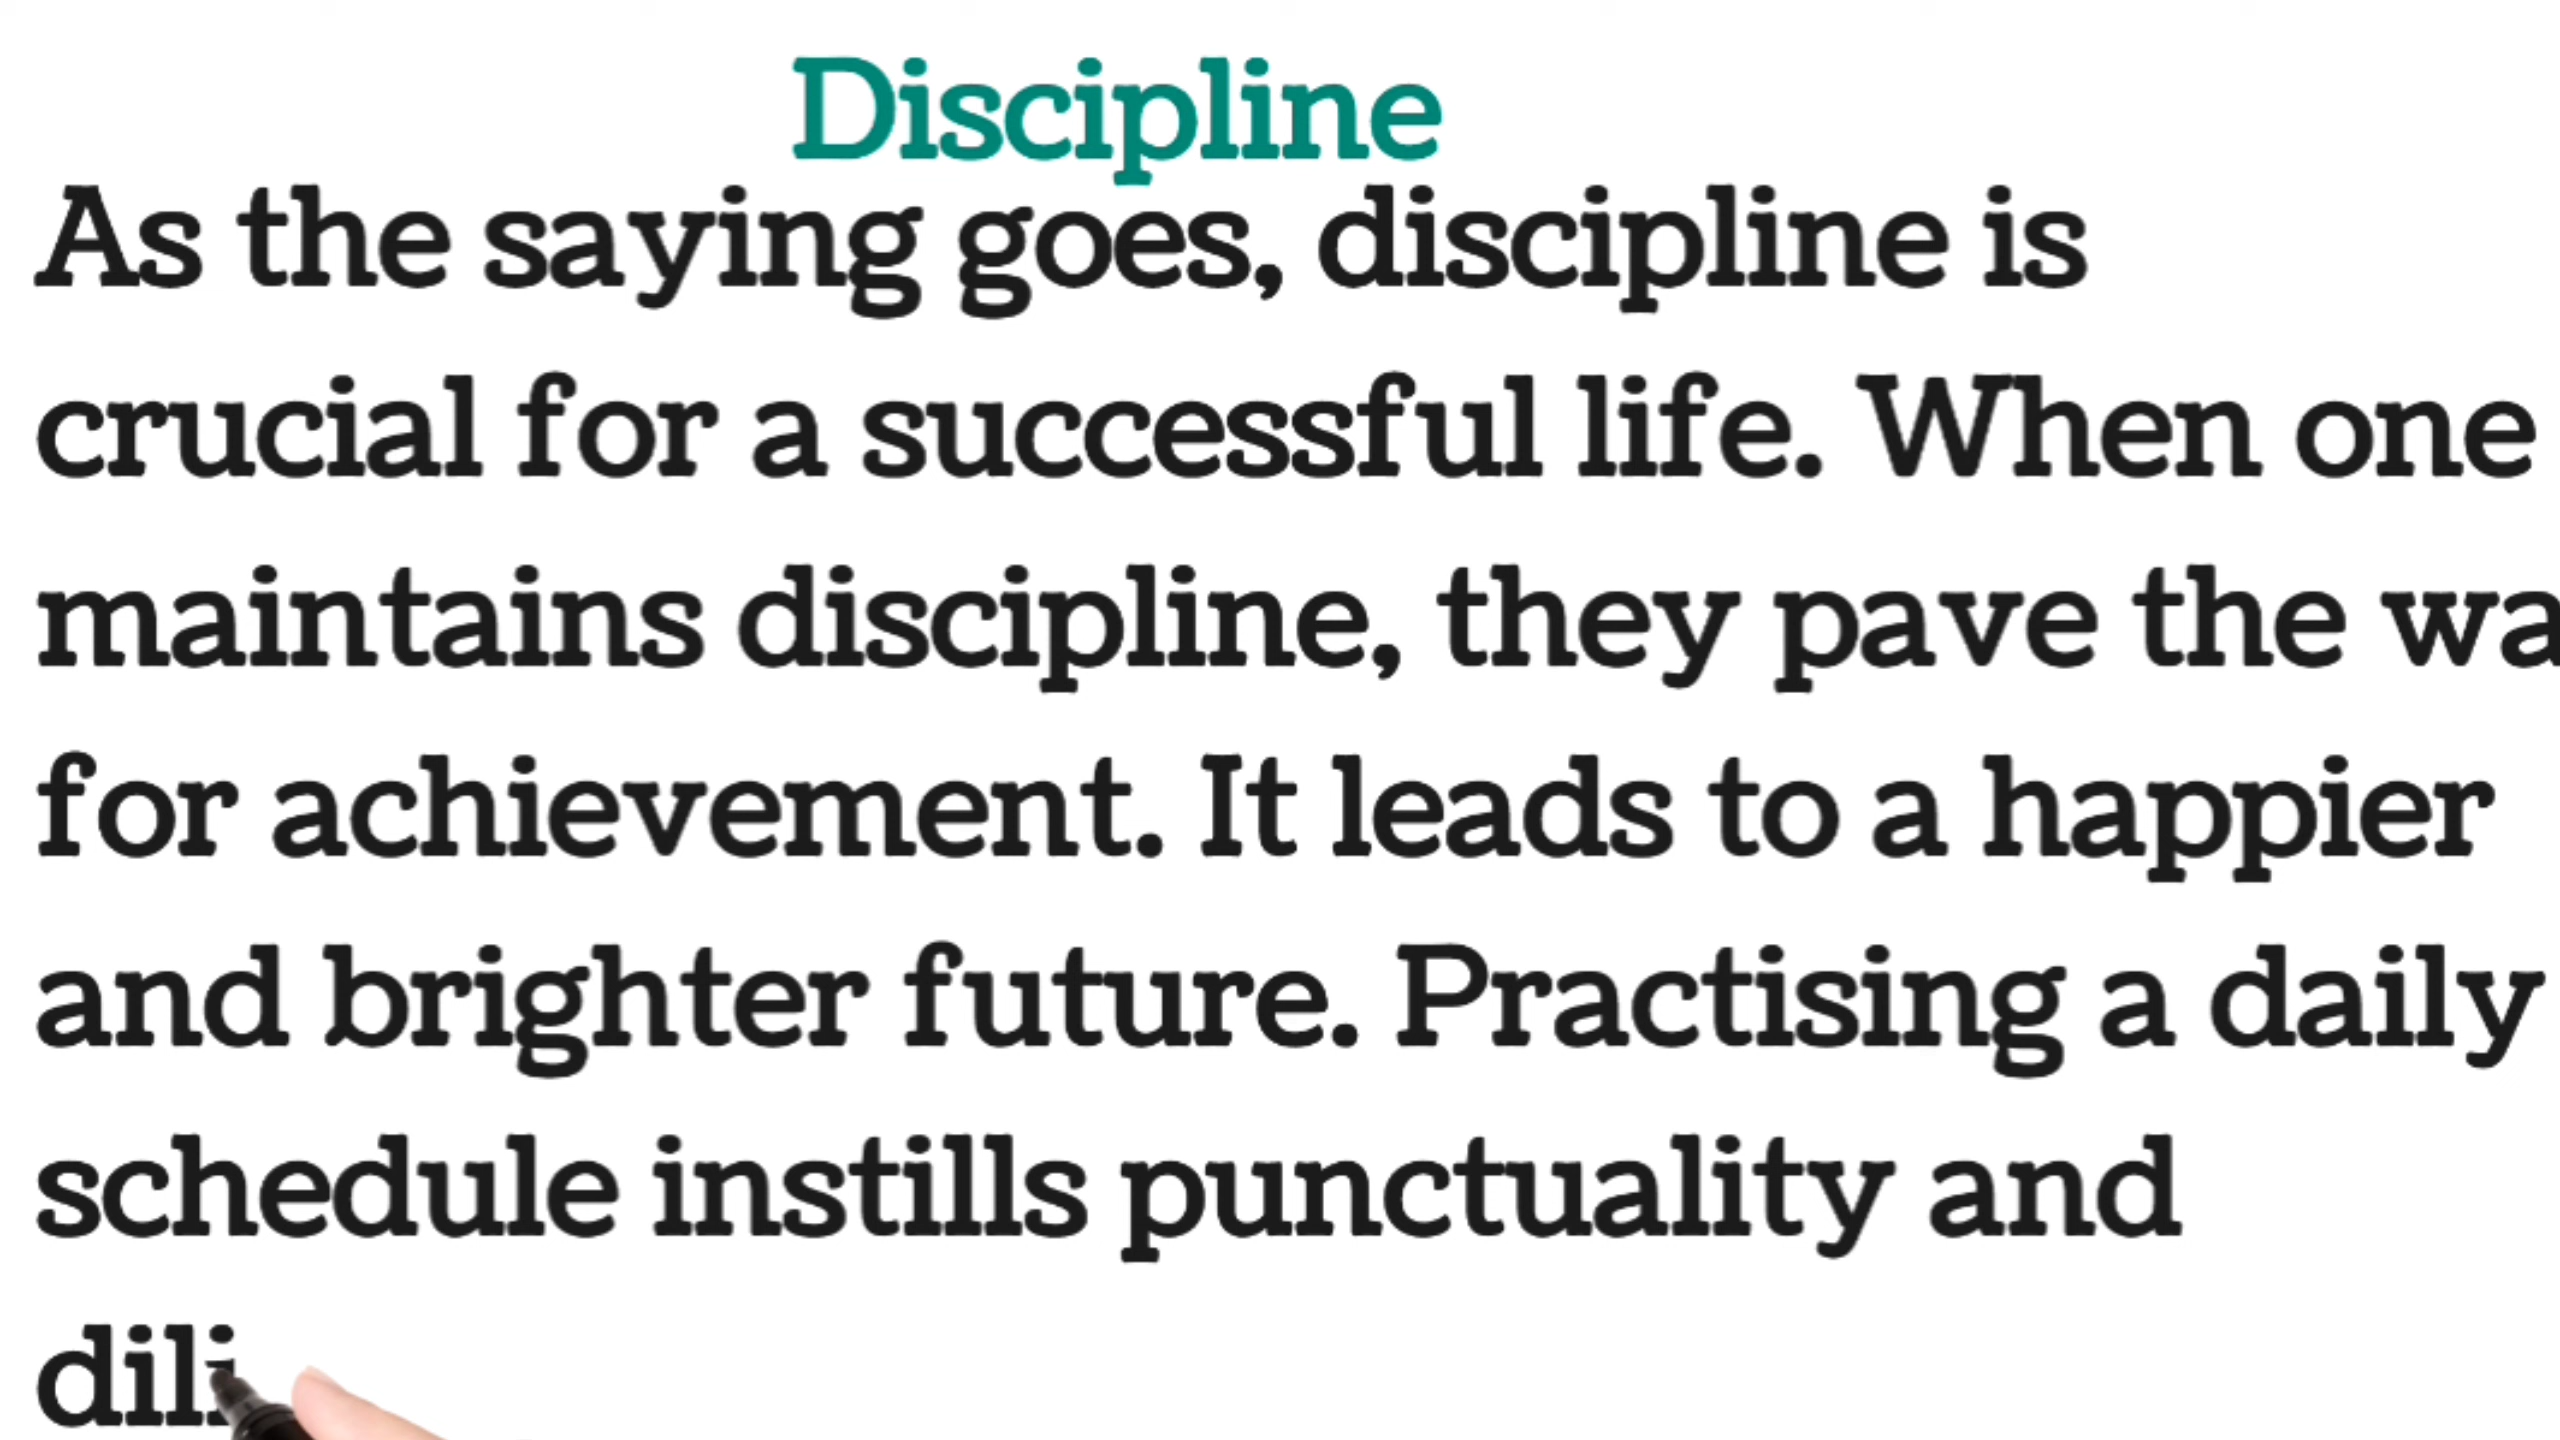 Discipline
As the saying goes, discipline is
crucial for a successful life. When one
maintains discipline, they pave the wa
for achievement. It leads to a happier
and brighter future. Practising a daily
schedule instills punctuality and
dili